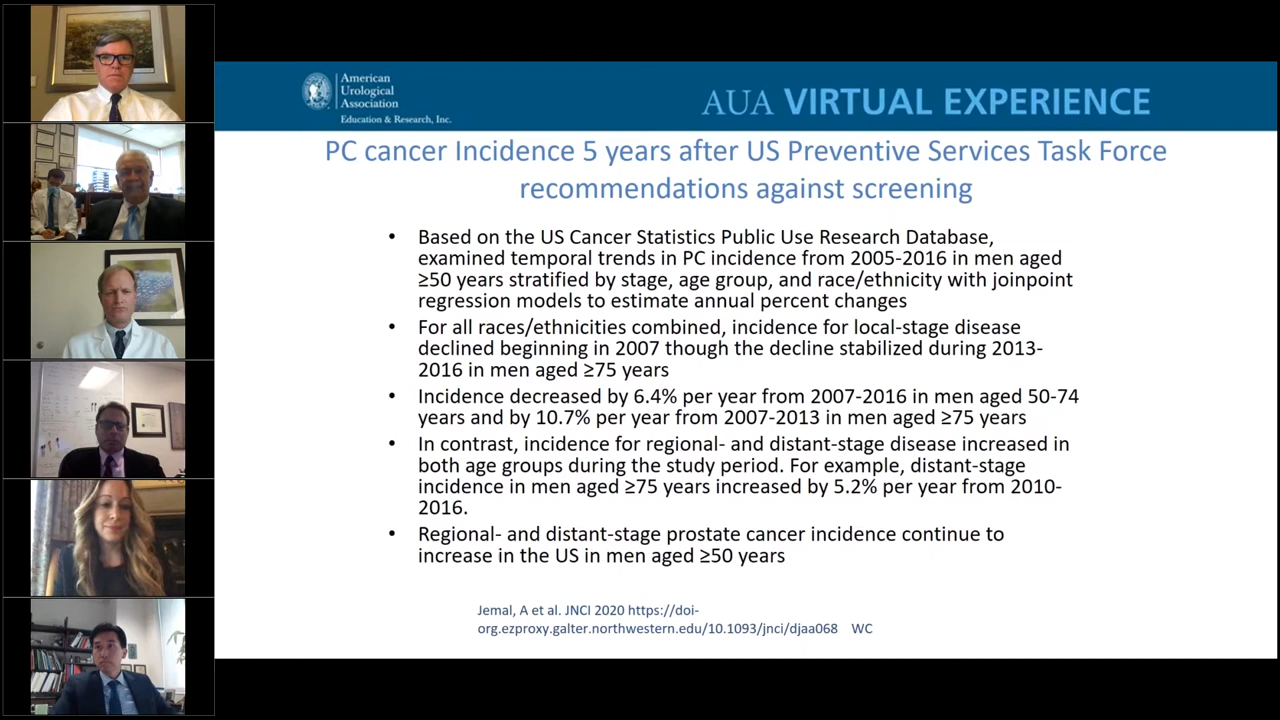 American
Urological
Association
Education & Research, Inc.
AUA VIRTUAL EXPERIENCE
PC cancer Incidence 5 years after US Preventive Services Task Force
recommendations against screening
• Based on the US Cancer Statistics Public Use Research Database,
examined temporal trends in PC incidence from 2005-2016 in men aged
≥50 years stratified by stage, age group, and race/ethnicity with joinpoint
regression models to estimate annual percent changes
• For all races/ethnicities combined, incidence for local-stage disease
declined beginning in 2007 though the decline stabilized during 2013-
2016 in men aged ≥75 years
• Incidence decreased by 6.4% per year from 2007-2016 in men aged 50-74
years and by 10.7% per year from 2007-2013 in men aged ≥75 years
• In contrast, incidence for regional- and distant-stage disease increased in
both age groups during the study period. For example, distant-stage
incidence in men aged ≥75 years increased by 5.2% per year from 2010-
2016.
• Regional- and distant-stage prostate cancer incidence continue to
increase in the US in men aged ≥50 years
Jemal, A et al. JNCI 2020 https://doi-
org.ezproxy.galter.northwestern.edu/10.1093/jnci/djaa068 WC